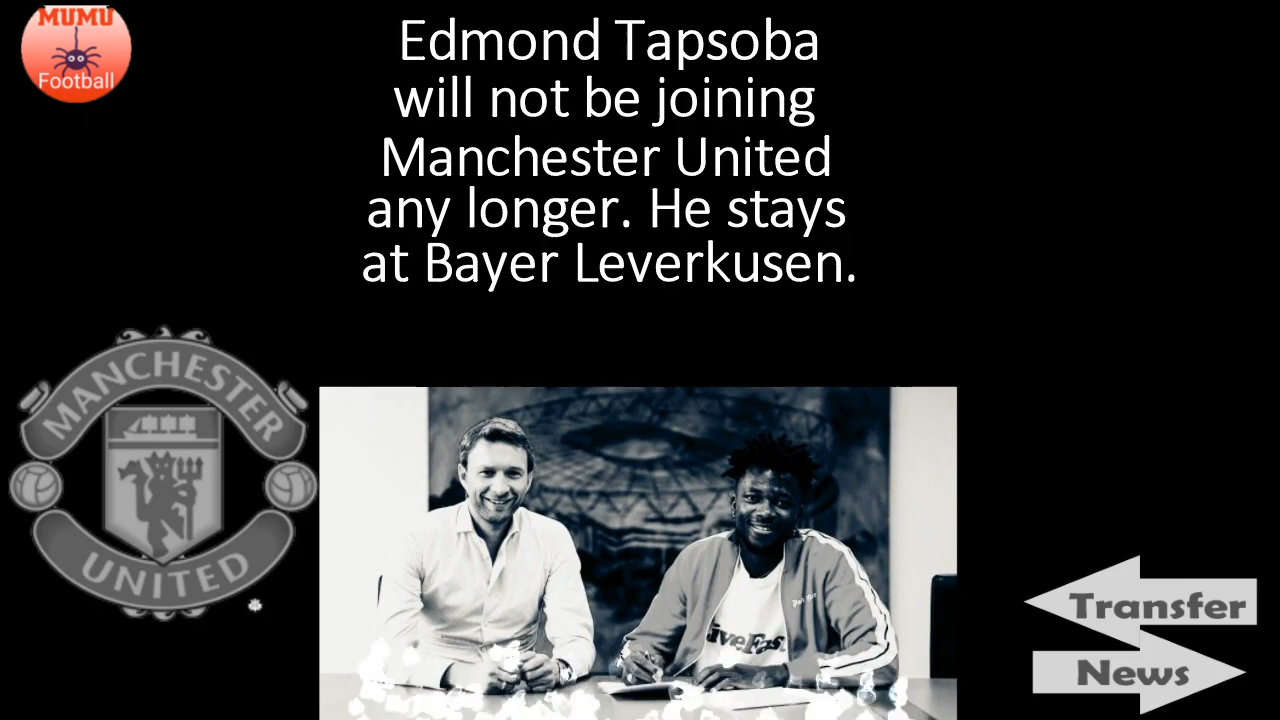 MUMU
Football
Edmond Tapsoba
will not be joining
Manchester United
any longer. He stays
at Bayer Leverkusen.
MANCHESTER
UNITED
Transfer
News